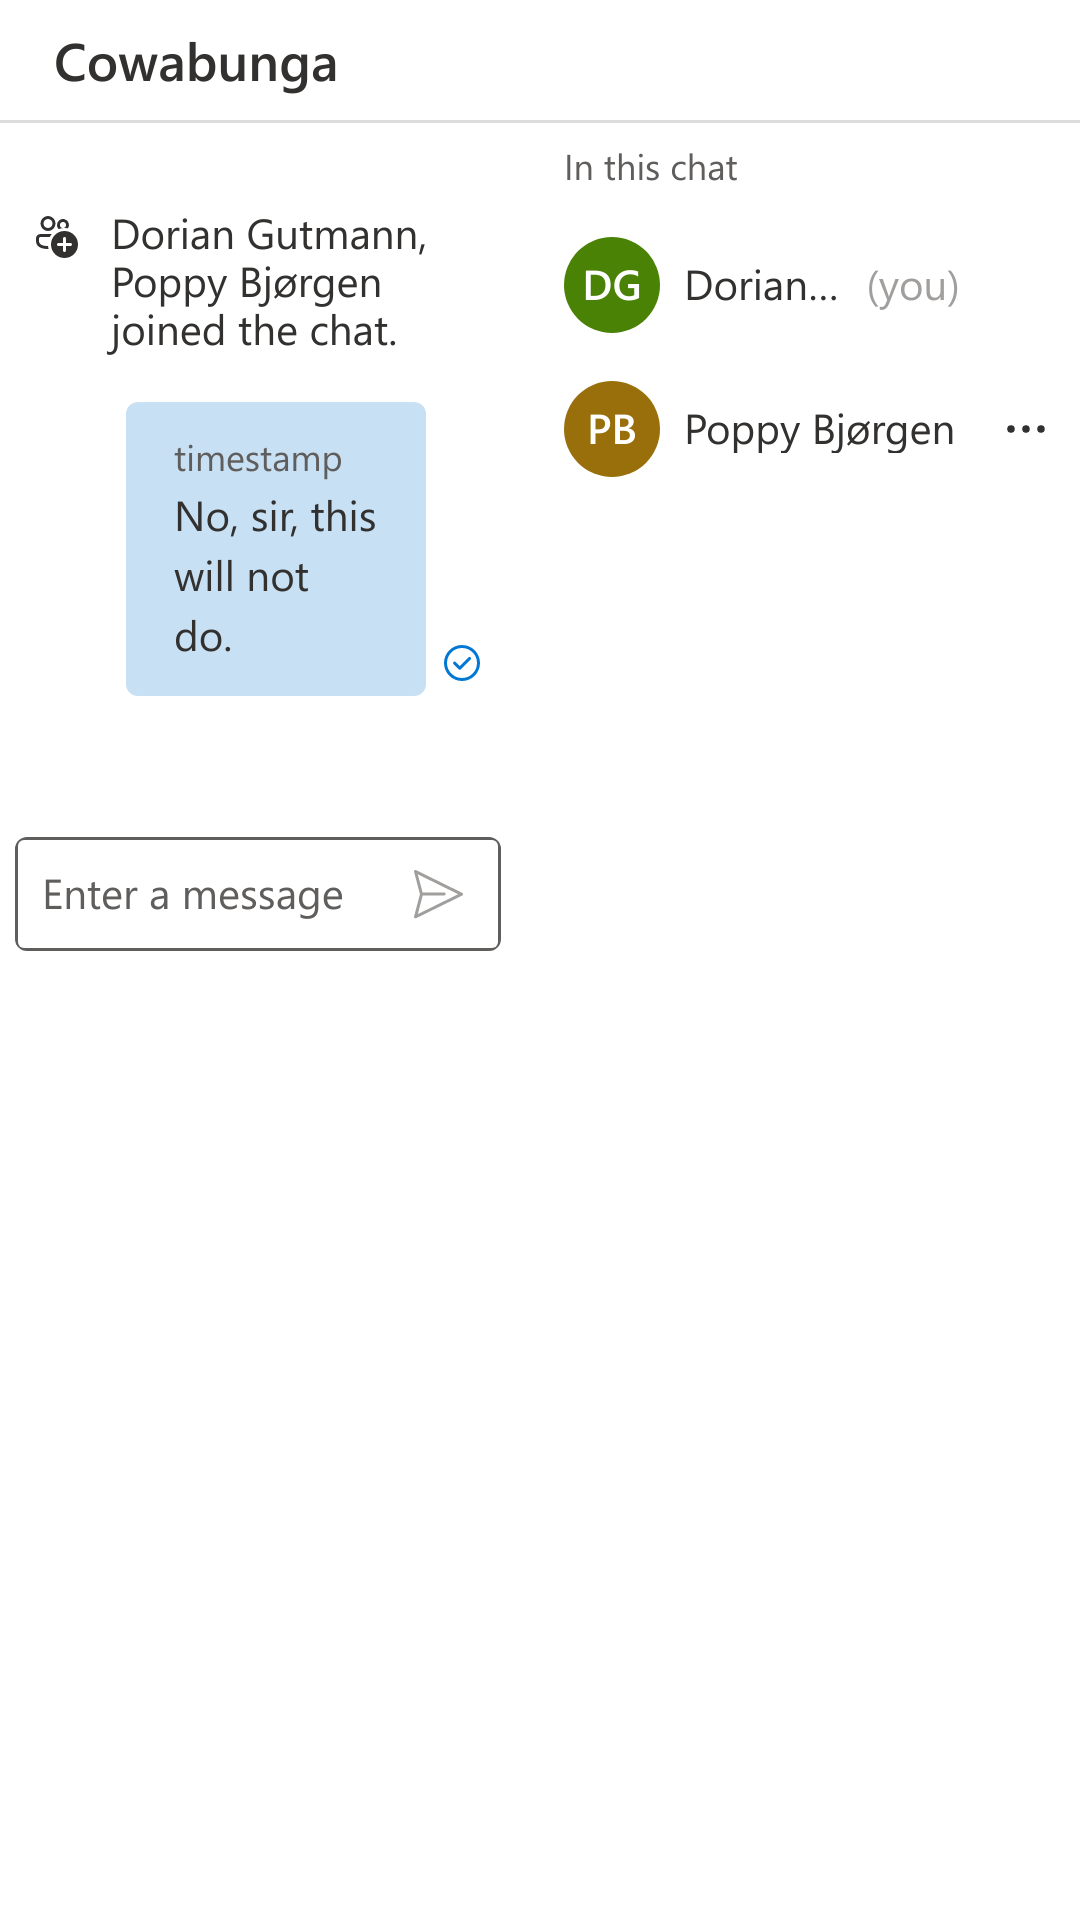 Cowabunga
Dorian Gutmann,
Poppy Bjørgen
joined the chat.
timestamp
No, sir, this
will not
do.
Enter a message
In this chat
DG Dorian... (you)
PB Poppy Bjørgen